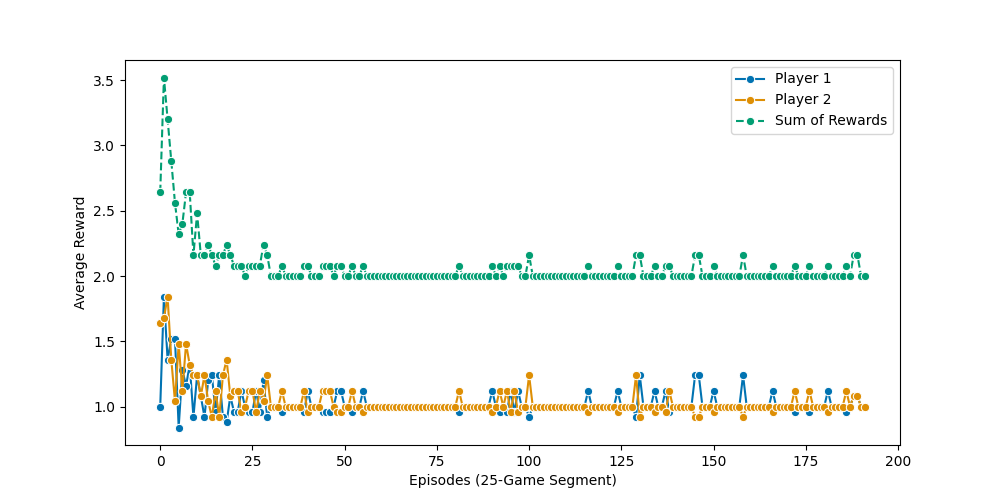 Player 1
Player 2
Sum of Rewards
3.5
3.0
2.5
2.0
1.5
1.0
Average Reward
0 25 50 75 100 125 150 175 200
Episodes (25-Game Segment)